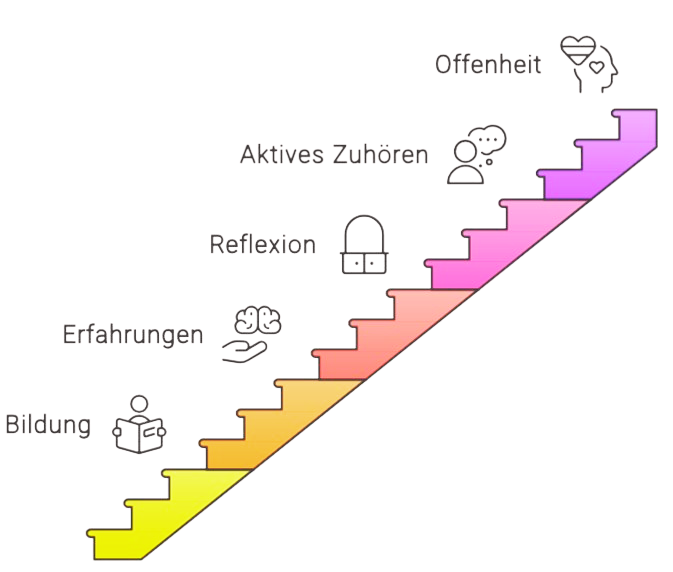 Offenheit
Aktives Zuhören
Reflexion
Erfahrungen
Bildung